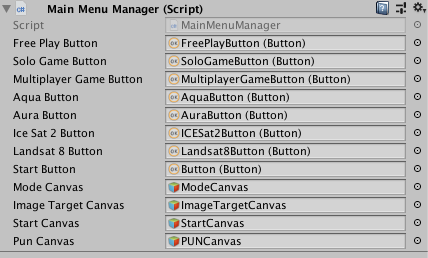 Main Menu Manager (Script)
Script MainMenuManager
Free Play Button FreePlayButton (Button)
Solo Game Button SoloGameButton (Button)
Multiplayer Game Button MultiplayerGameButton (Button)
Aqua Button AquaButton (Button)
Aura Button AuraButton (Button)
Ice Sat 2 Button ICESat2Button (Button)
Landsat 8 Button Landsat8Button (Button)
Start Button Button (Button)
Mode Canvas ModeCanvas
Image Target Canvas ImageTargetCanvas
Start Canvas StartCanvas
Pun Canvas PUNCanvas